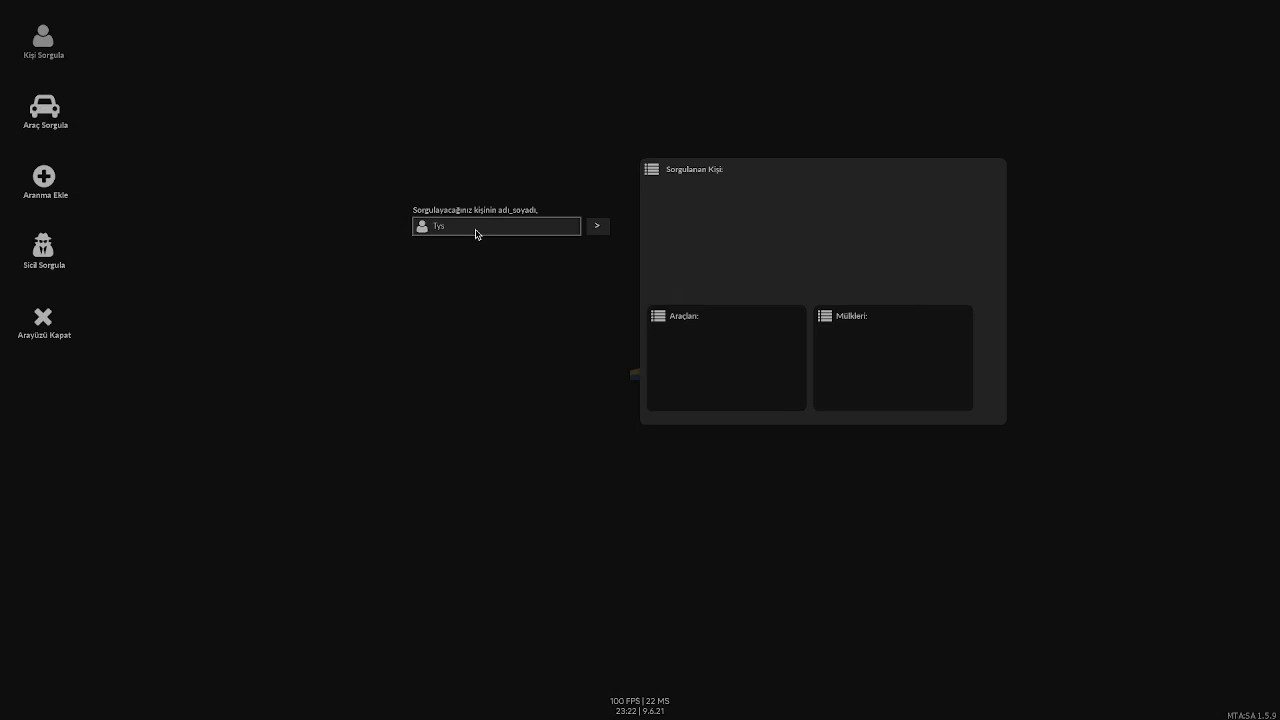 Kişi Sorgula
Araç Sorgula
Aranma Ekle
Sicil Sorgula
Arayüzü Kapat
Sorgulayacağınız kişinin adı_soyadı,
Tys
>
Sorgulanan Kişi:
Araçları:
Mülkleri:
100 FPS | 22 MS
23:22 | 9.6.21
MTA:SA 1.5.9